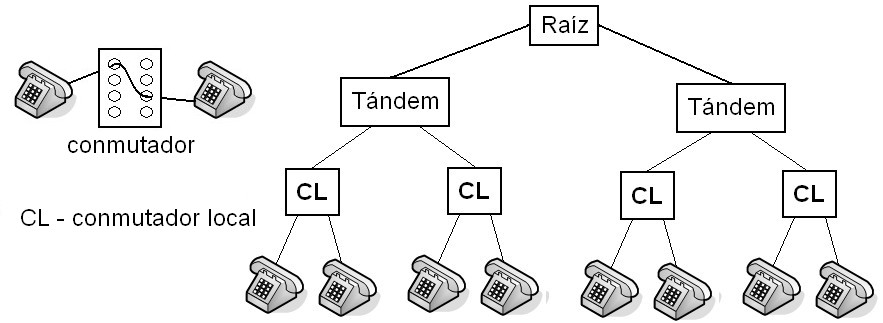 Raíz
Tándem
Tándem
conmutador
CL
CL
CL
CL
CL - conmutador local